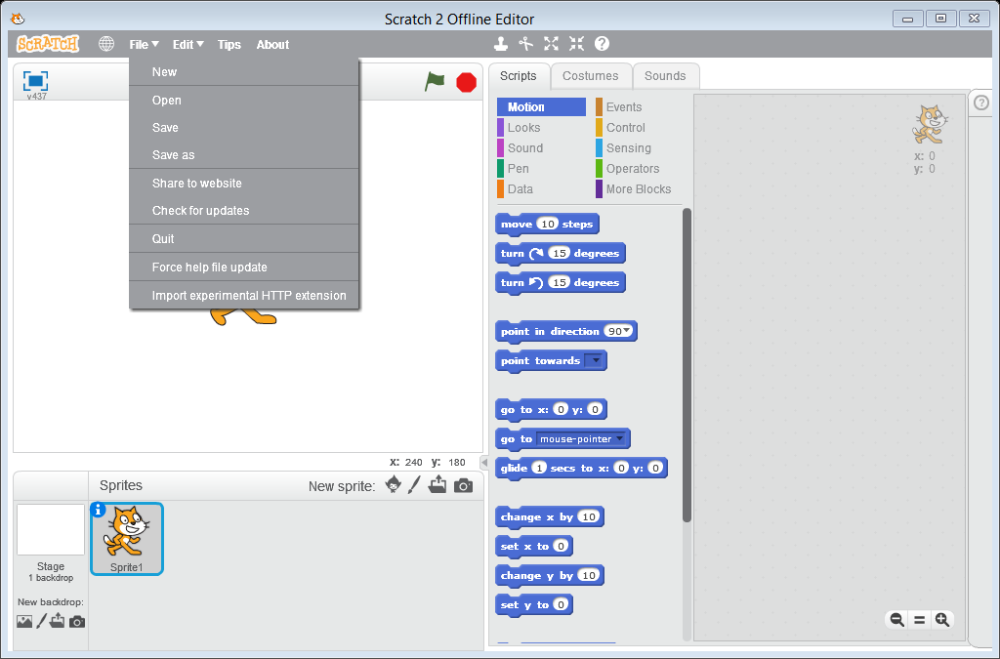 Scratch 2 Offline Editor
SCRATCH File Edit Tips About
New
Open
Save
Save as
Share to website
Check for updates
Quit
Force help file update
Import experimental HTTP extension
v437
x: 240 y: 180
Sprites New sprite:
Sprite1
Stage
1 backdrop
New backdrop:
Scripts Costumes Sounds
Motion Events
Looks Control
Sound Sensing
Pen Operators
Data More Blocks
move 10 steps
turn 15 degrees
turn 15 degrees
point in direction 90
point towards
go to x: 0 y: 0
go to mouse-pointer
glide 1 secs to x: 0 y: 0
change x by 10
set x to 0
change y by 10
set y to 0
x: 0
y: 0